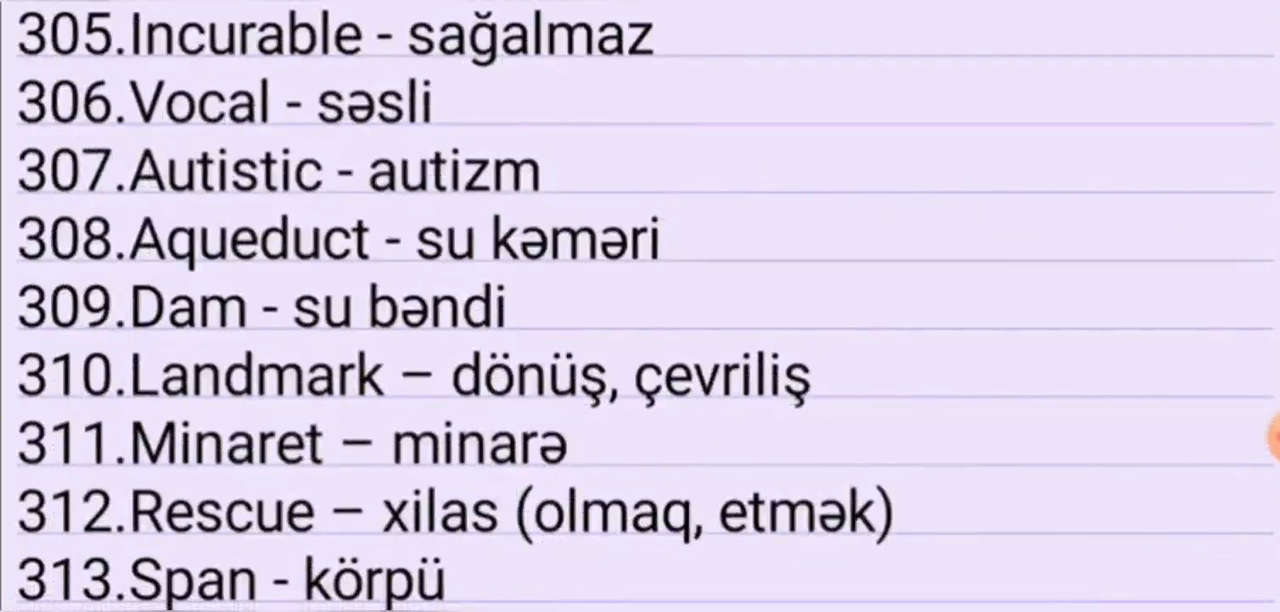 305.Incurable - sağalmaz
306.Vocal - səsli
307.Autistic - autizm
308.Aqueduct - su kəməri
309.Dam - su bəndi
310.Landmark – dönüş, çevriliş
311.Minaret – minarə
312.Rescue – xilas (olmaq, etmək)
313.Span - körpü